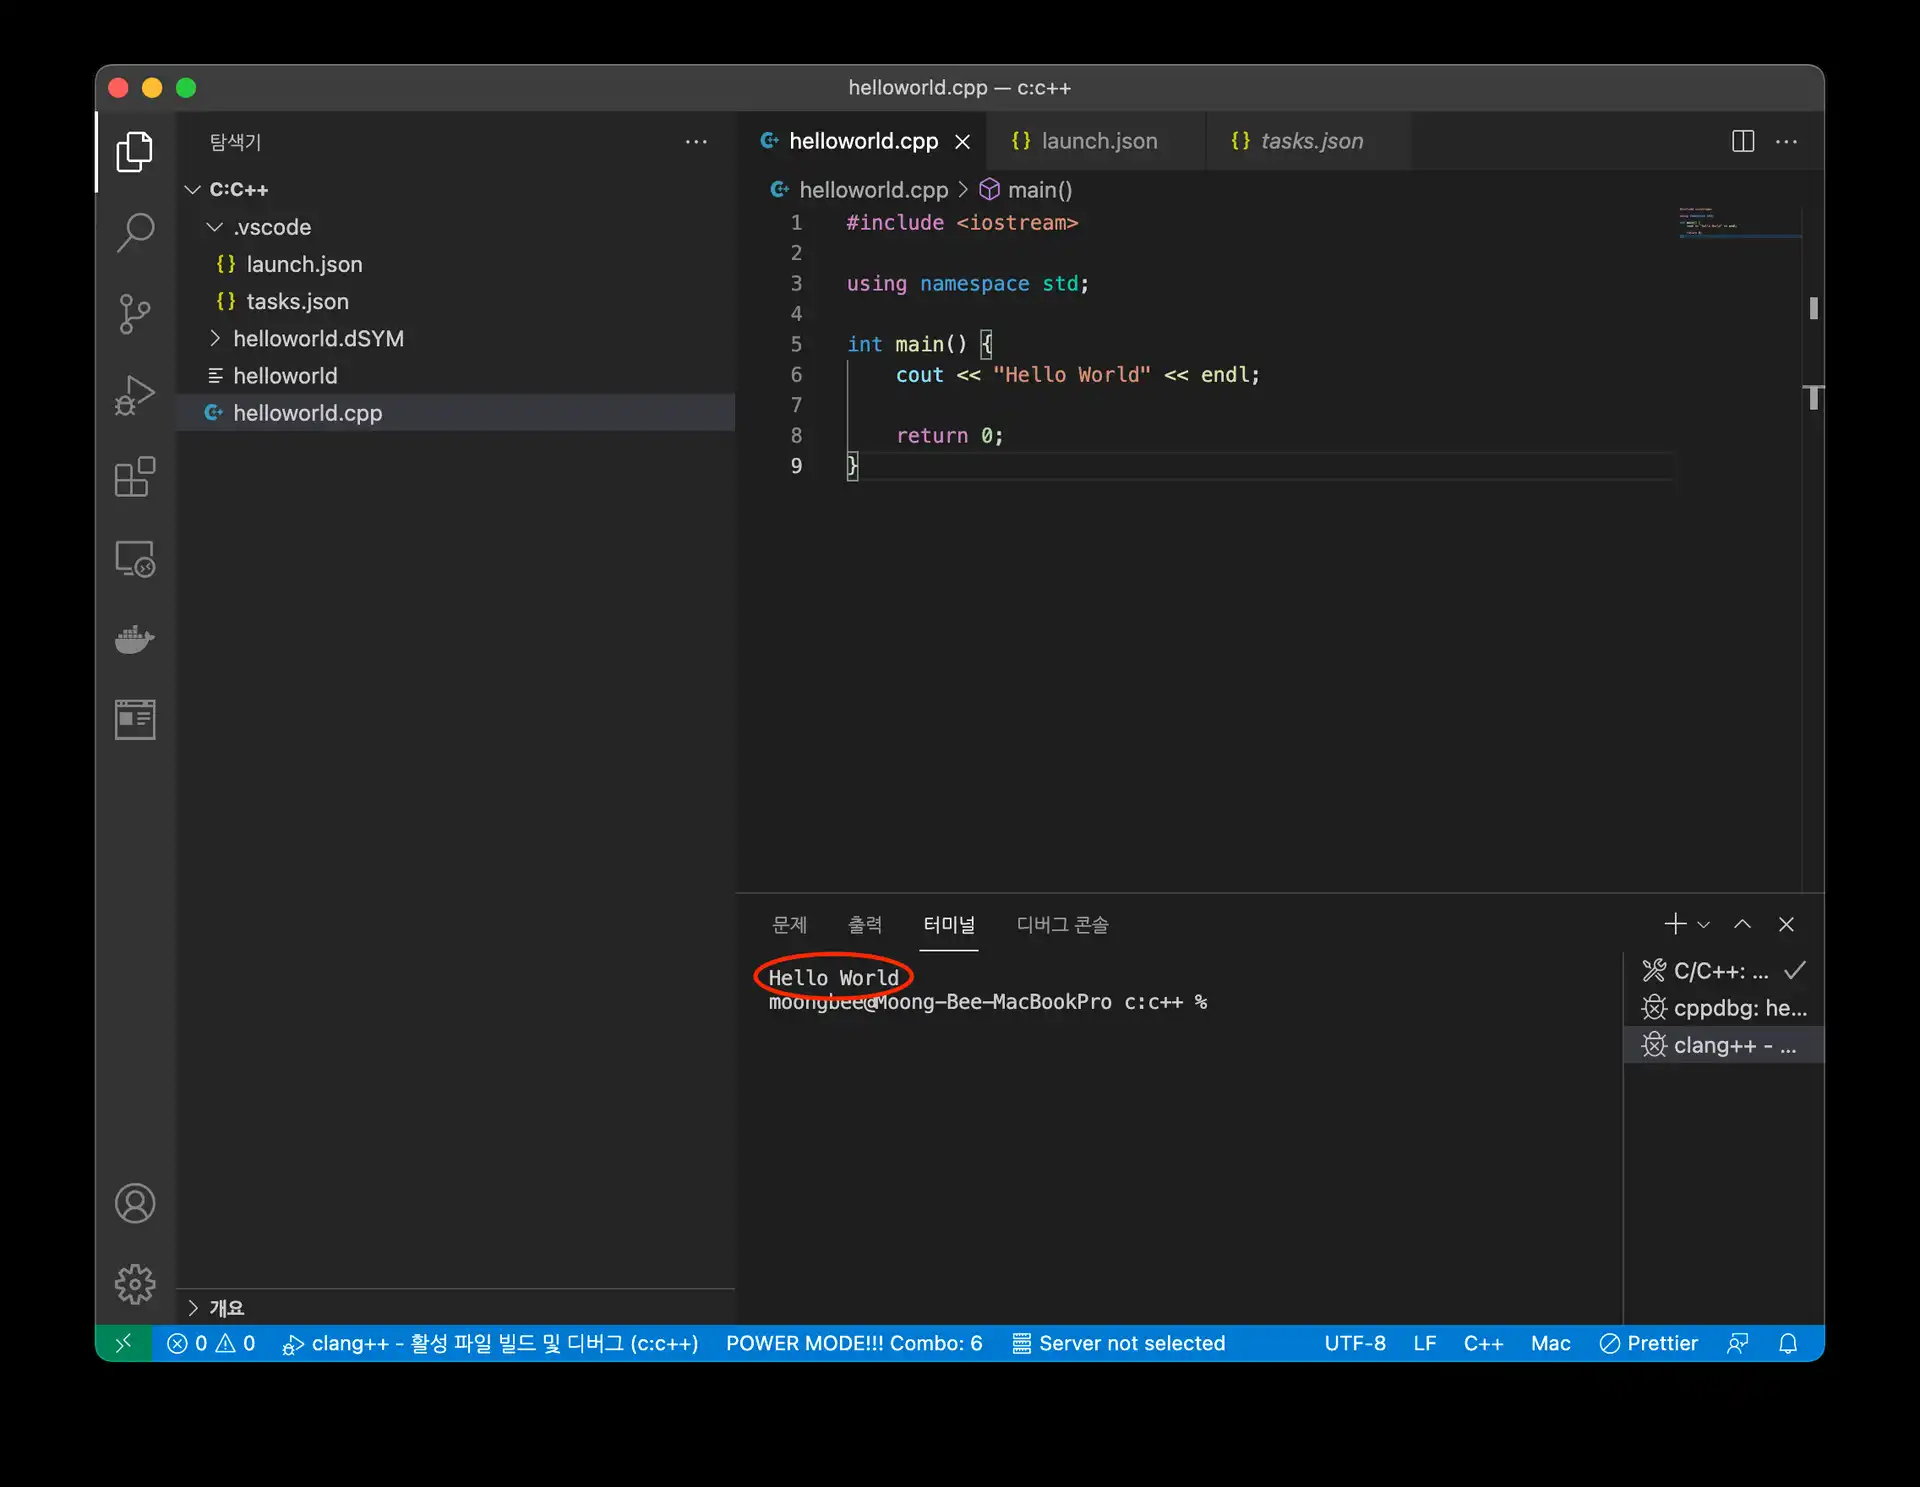 helloworld.cpp — c:c++
탐색기
C:C++
.vscode
launch.json
tasks.json
helloworld.dSYM
helloworld
helloworld.cpp
개요
helloworld.cpp
launch.json
tasks.json
helloworld.cpp > main()
1 #include <iostream>
2
3 using namespace std;
4
5 int main() {
6 cout << "Hello World" << endl;
7
8 return 0;
9 }
문제 출력 터미널 디버그 콘솔
Hello World
moongbee@Moong-Bee-MacBookPro c:c++ %
C/C++: ...
cppdbg: he...
clang++ - ...
0 0 clang++ - 활성 파일 빌드 및 디버그 (c:c++) POWER MODE!!! Combo: 6 Server not selected UTF-8 LF C++ Mac Prettier